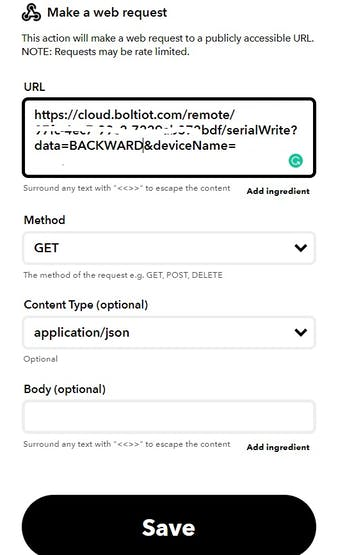 Make a web request
This action will make a web request to a publicly accessible URL.
NOTE: Requests may be rate limited.
URL
https://cloud.boltiot.com/remote/
bdf/serialWrite?
data=BACKWARD&deviceName=
Surround any text with "<<>>" to escape the content
Add ingredient
Method
GET
The method of the request e.g. GET, POST, DELETE
Content Type (optional)
application/json
Optional
Body (optional)
Surround any text with "<<>>" to escape the content
Add ingredient
Save